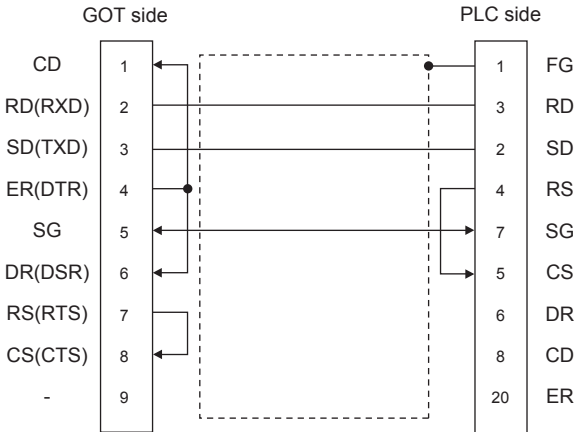 GOT side PLC side
CD 1 1 FG
RD(RXD) 2 3 RD
SD(TXD) 3 2 SD
ER(DTR) 4 4 RS
SG 5 7 SG
DR(DSR) 6 5 CS
RS(RTS) 7 6 DR
CS(CTS) 8 8 CD
- 9 20 ER